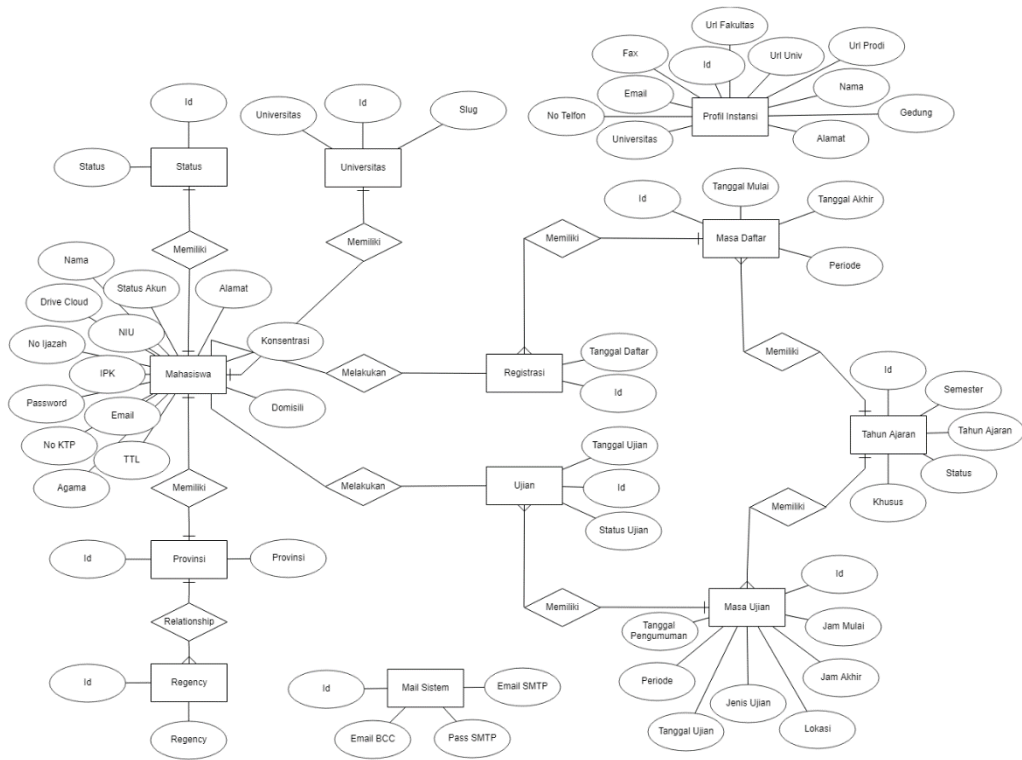 Url Fakultas
Fax
Id
Url Univ
Url Prodi
Email
Nama
No Telfon
Profil Instansi
Gedung
Universitas
Alamat
Id
Status
Status
Universitas
Id
Slug
Universitas
Memiliki
Memiliki
Id
Tanggal Mulai
Tanggal Akhir
Memiliki
Masa Daftar
Periode
Nama
Status Akun
Alamat
Drive Cloud
NIU
No Ijazah
Konsentrasi
IPK
Mahasiswa
Password
Email
Domisili
No KTP
TTL
Agama
Melakukan
Registrasi
Tanggal Daftar
Id
Memiliki
Id
Semester
Tahun Ajaran
Tahun Ajaran
Status
Khusus
Memiliki
Melakukan
Ujian
Tanggal Ujian
Id
Status Ujian
Memiliki
Id
Provinsi
Provinsi
Relationship
Id
Regency
Regency
Memiliki
Masa Ujian
Id
Tanggal
Pengumuman
Jam Mulai
Periode
Jam Akhir
Jenis Ujian
Tanggal Ujian
Lokasi
Id
Mail Sistem
Email SMTP
Email BCC
Pass SMTP